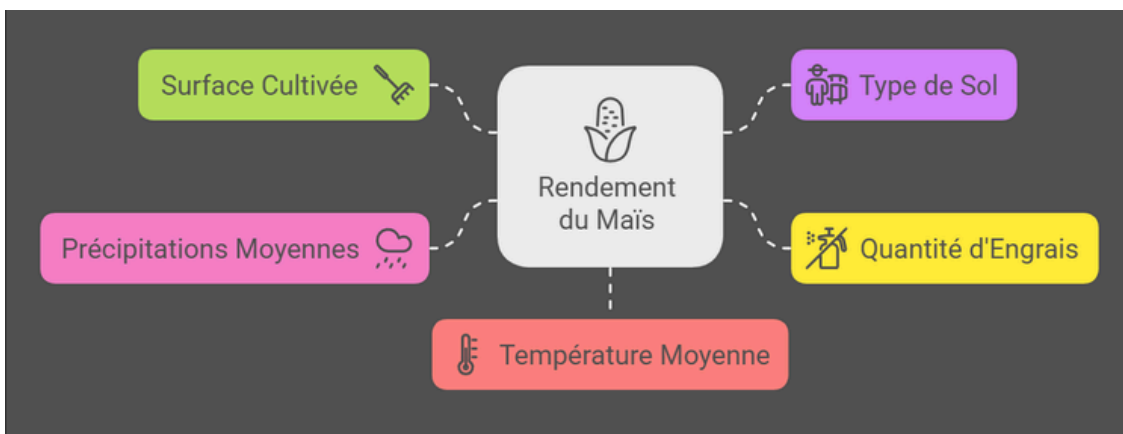 Surface Cultivée
Type de Sol
Rendement
du Maïs
Précipitations Moyennes
Quantité d'Engrais
Température Moyenne